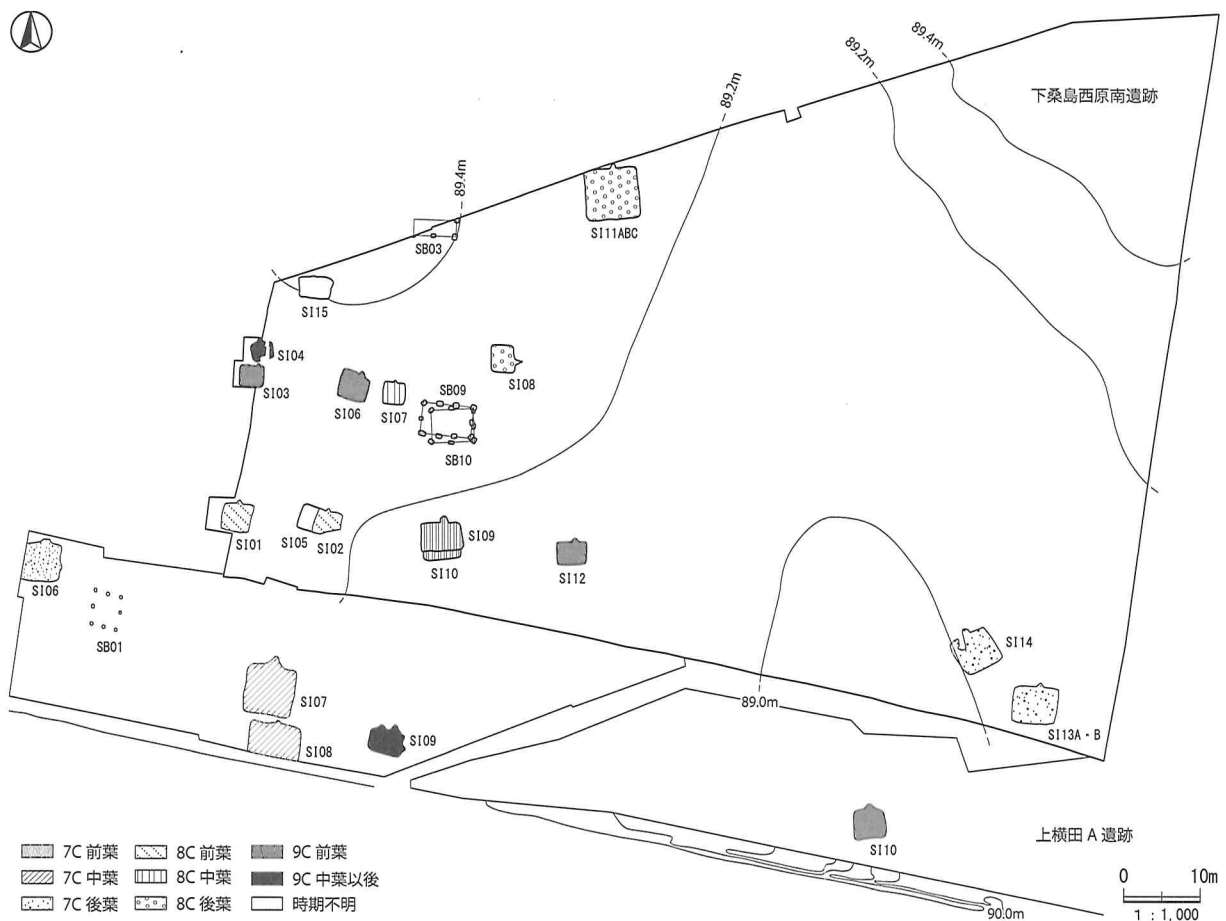 89.4m
89.2m
89.2m
下桑島西原南遺跡
89.4m
SI11ABC
SB03
SI15
SI04
SI03
SI06
SI07
SB09
SI08
SB10
SI01
SI05
SI02
SI09
SI10
SI12
SI06
SB01
SI14
SI07
89.0m
SI13A・B
SI08
SI09
SI10
上横田 A 遺跡
7C 前葉
8C 前葉
9C 前葉
7C 中葉
8C 中葉
9C 中葉以後
7C 後葉
8C 後葉
時期不明
90.0m
0 10m
1 : 1,000